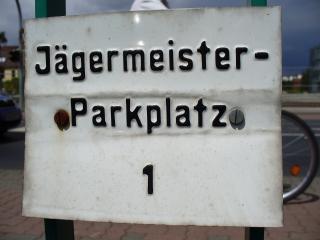 Jägermeister-
Parkplatz
1